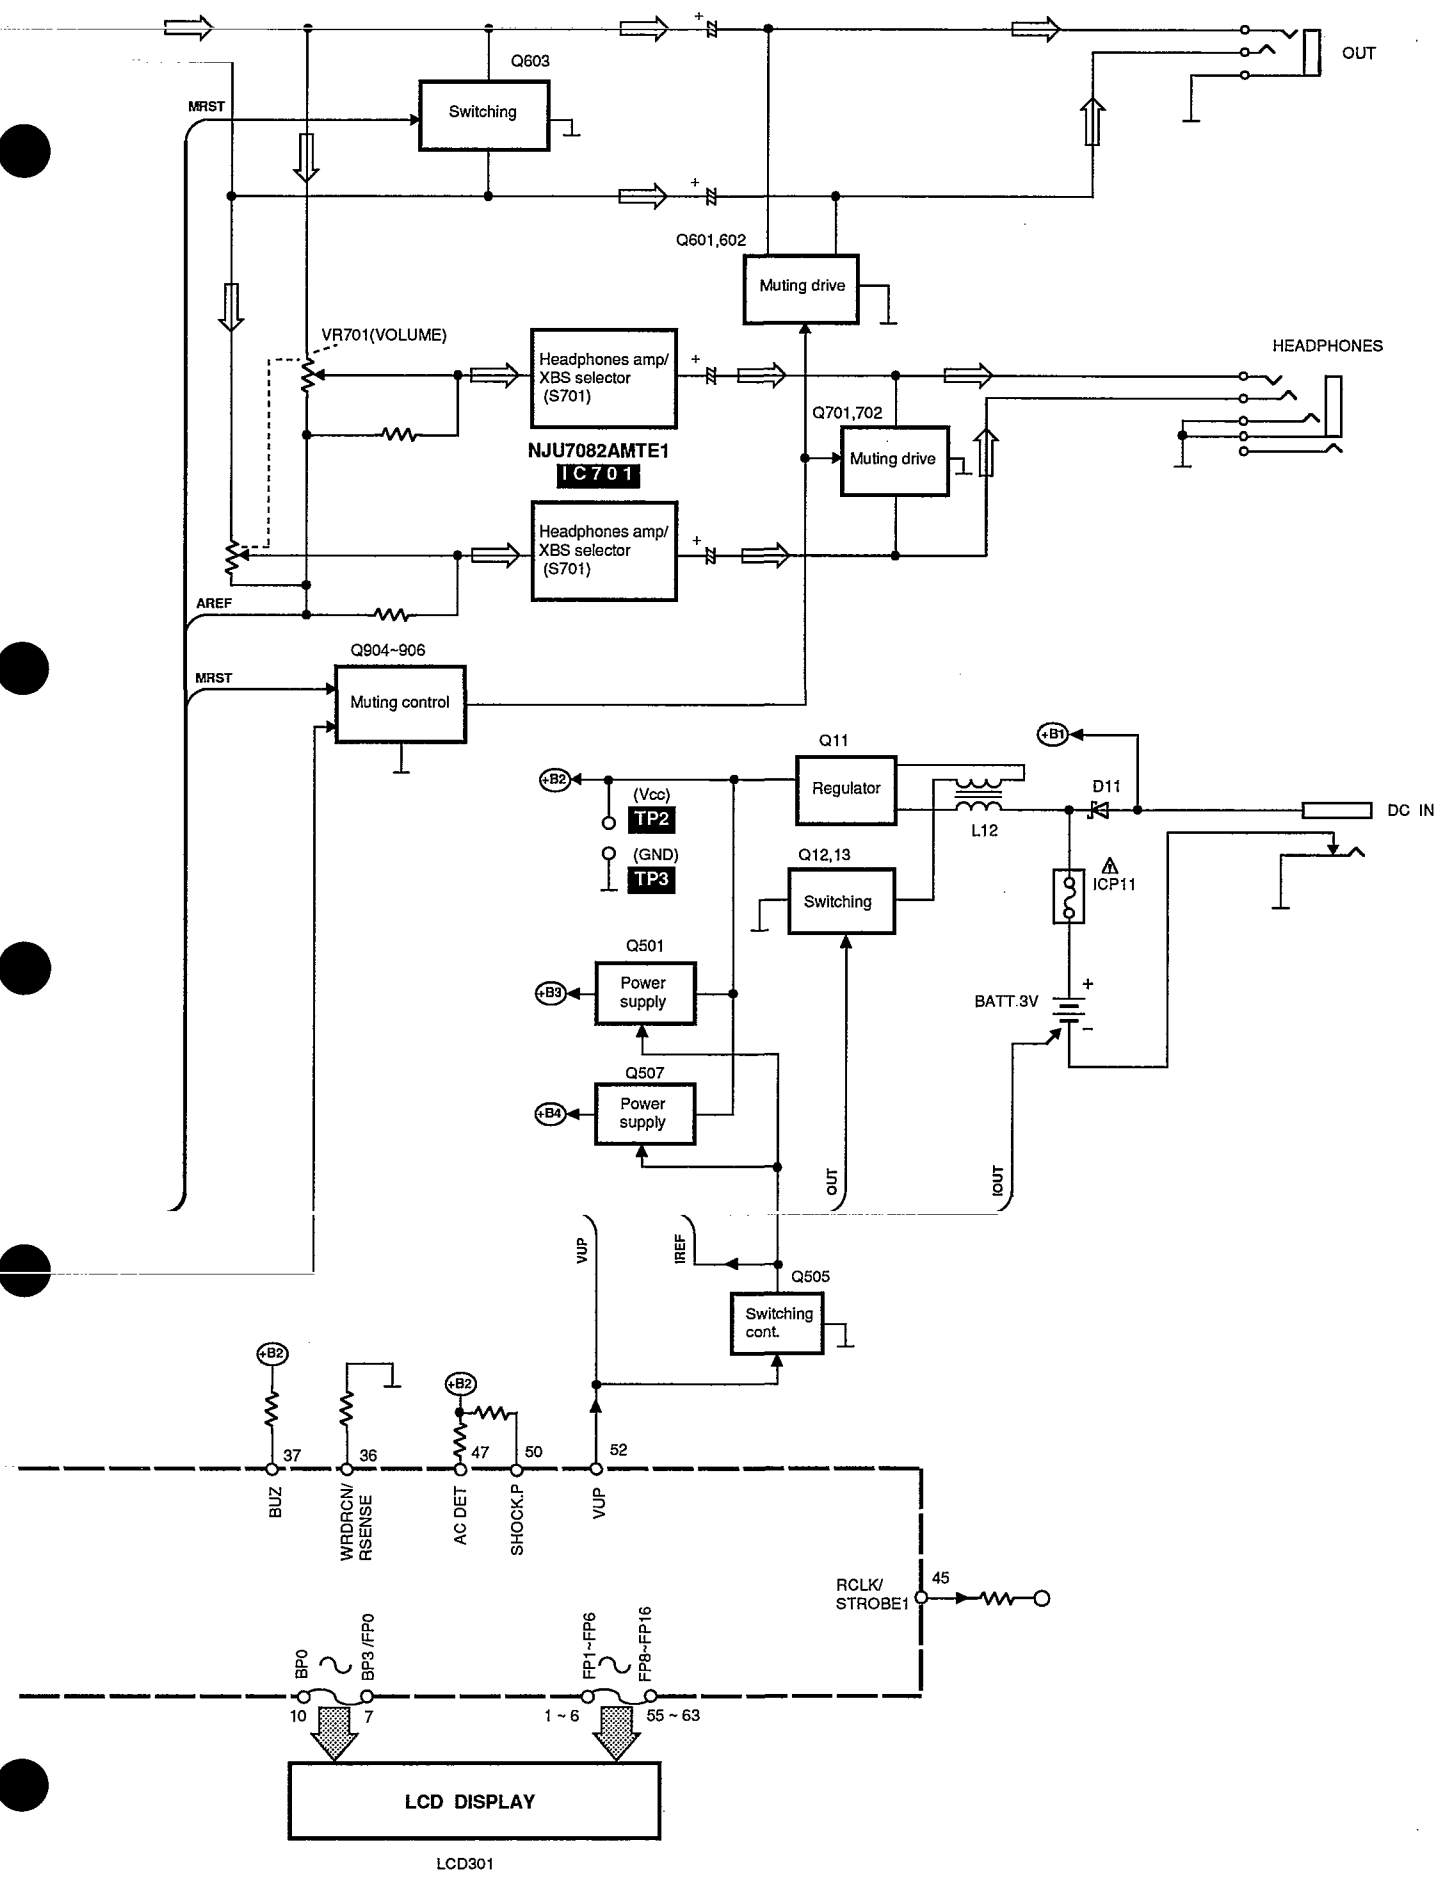 +
Q603
OUT
MRST
Switching
+
Q601,602
Muting drive
VR701(VOLUME)
HEADPHONES
Headphones amp/
XBS selector
(S701)
+
Q701,702
NJU7082AMTE1
IC701
Muting drive
Headphones amp/
XBS selector
(S701)
+
AREF
Q904~906
MRST
Muting control
Q11
+B1
+B2
Regulator
D11
(Vcc)
TP2
DC IN
L12
(GND)
TP3
Q12,13
ICP11
Switching
Q501
Power
supply
+B3
+
BATT.3V
−
Q507
Power
supply
+B4
OUT
IOUT
VUP
IREF
Q505
Switching
cont.
+B2
+B2
37
36
47
50
52
BUZ
WRDRCN/
RSENSE
AC DET
SHOCK.P
VUP
RCLK/
STROBE1
45
BP0
BP3 /FP0
FP1~FP6
FP8~FP16
10
7
1 ~ 6
55 ~ 63
LCD DISPLAY
LCD301